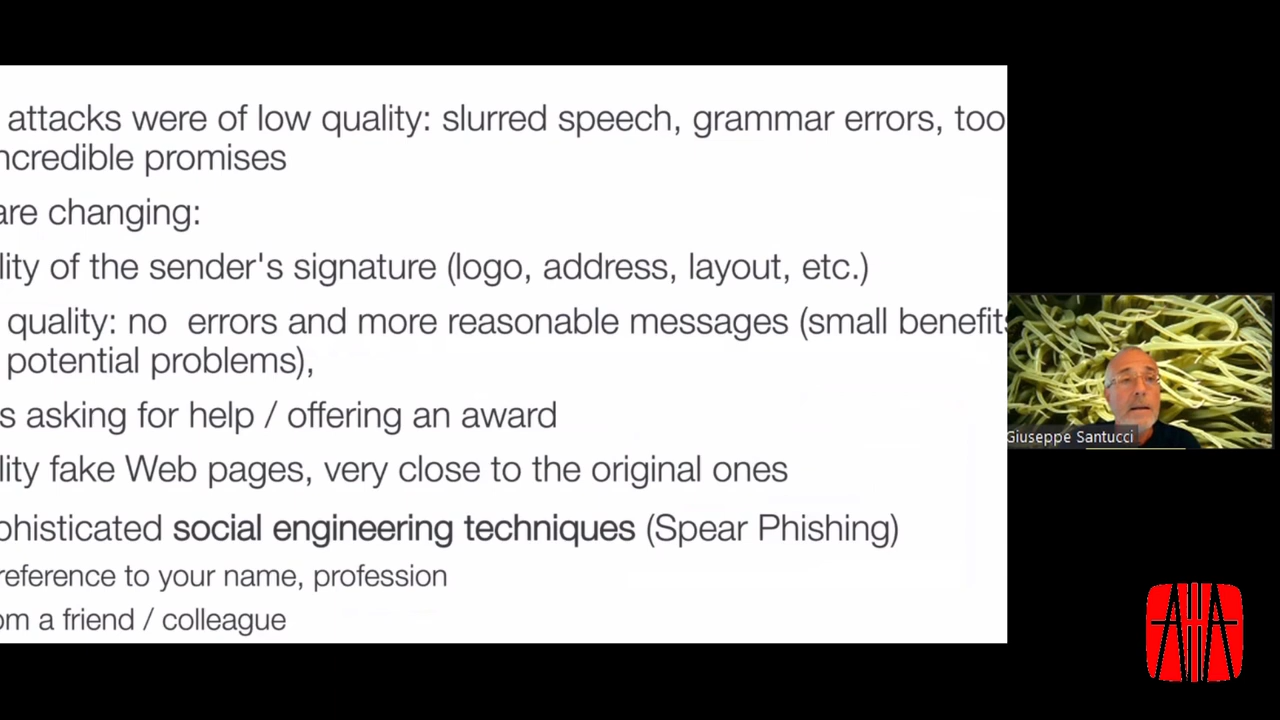 attacks were of low quality: slurred speech, grammar errors, too
ncredible promises
are changing:
lity of the sender's signature (logo, address, layout, etc.)
quality: no errors and more reasonable messages (small benefits
potential problems),
s asking for help / offering an award
lity fake Web pages, very close to the original ones
ophisticated social engineering techniques (Spear Phishing)
reference to your name, profession
om a friend / colleague
Giuseppe Santucci